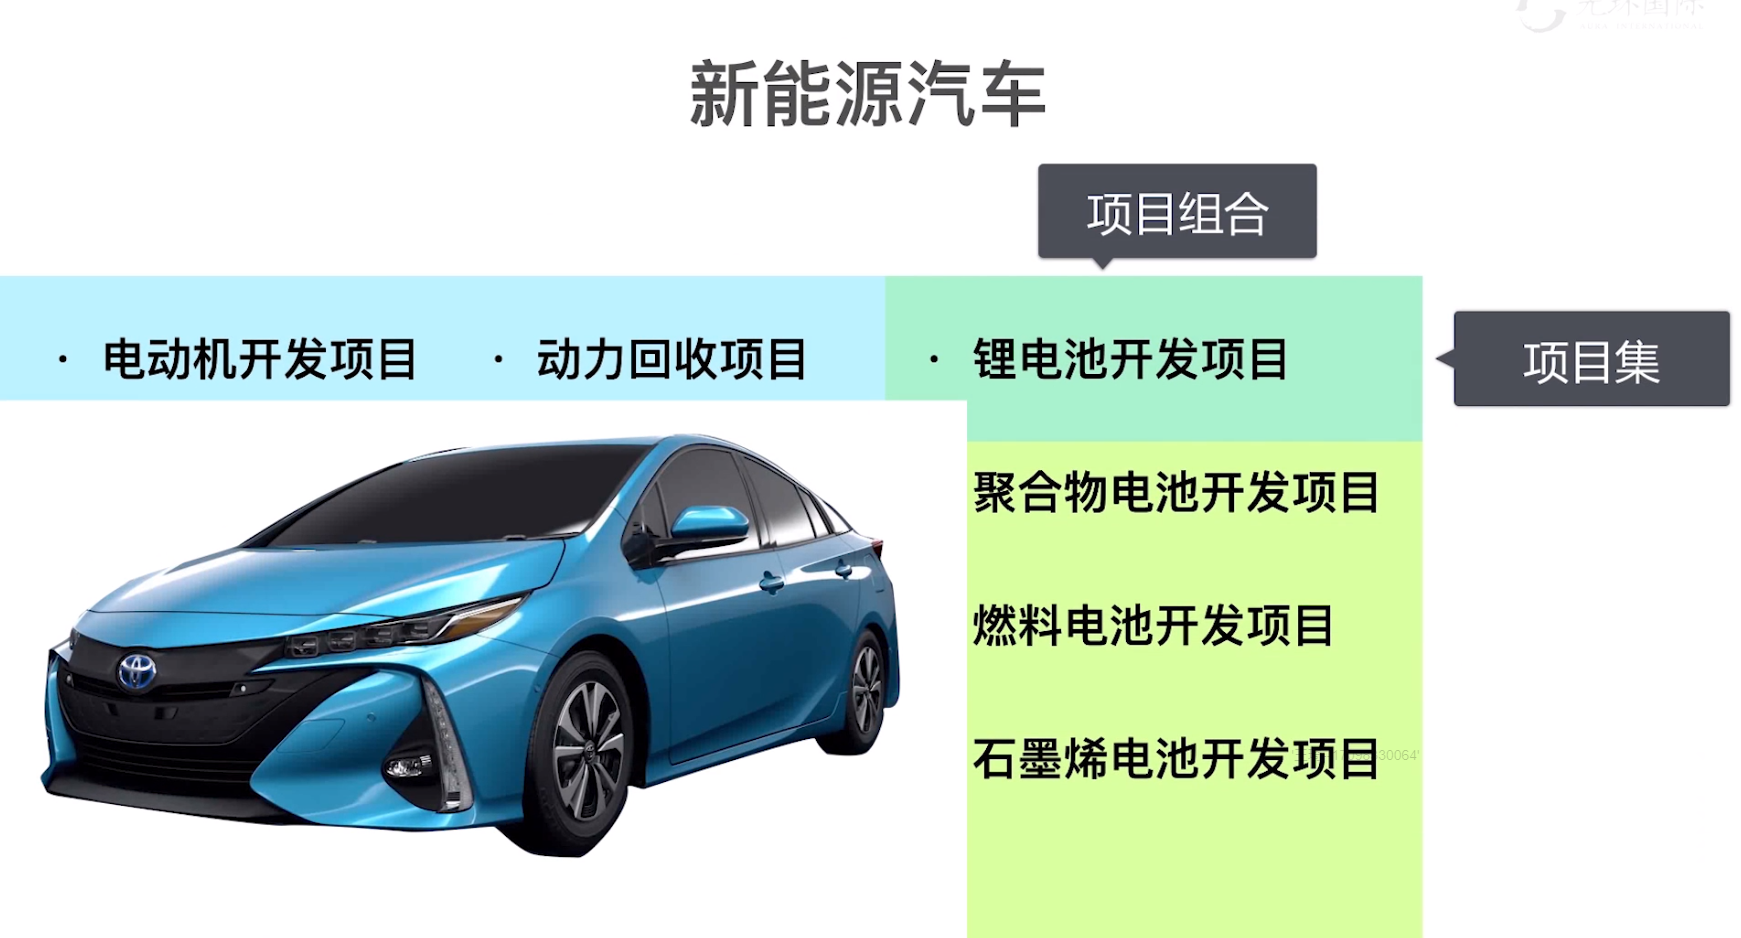 新能源汽车
项目组合
· 电动机开发项目 · 动力回收项目 · 锂电池开发项目
项目集
聚合物电池开发项目
燃料电池开发项目
石墨烯电池开发项目